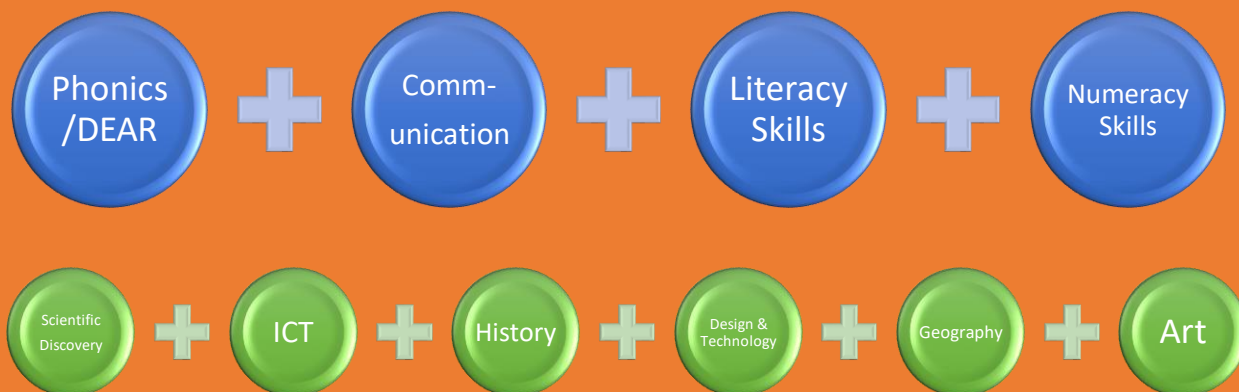 Phonics
/DEAR
Comm-
unication
Literacy
Skills
Numeracy
Skills
Scientific
Discovery
ICT
History
Design &
Technology
Geography
Art